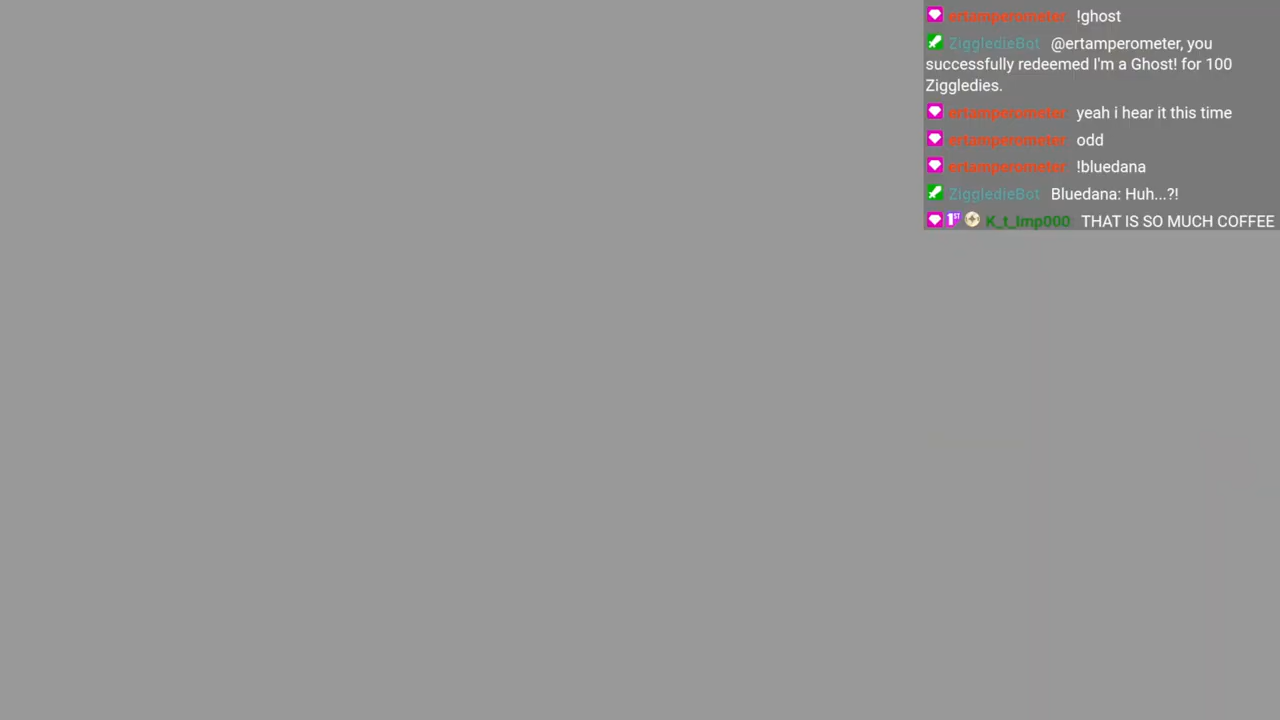 ertamperometer: !ghost
ZiggledieBot @ertamperometer, you
successfully redeemed I'm a Ghost! for 100
Ziggledies.
ertamperometer: yeah i hear it this time
ertamperometer: odd
ertamperometer: !bluedana
ZiggledieBot Bluedana: Huh...?!
1ST K_t_Imp000: THAT IS SO MUCH COFFEE